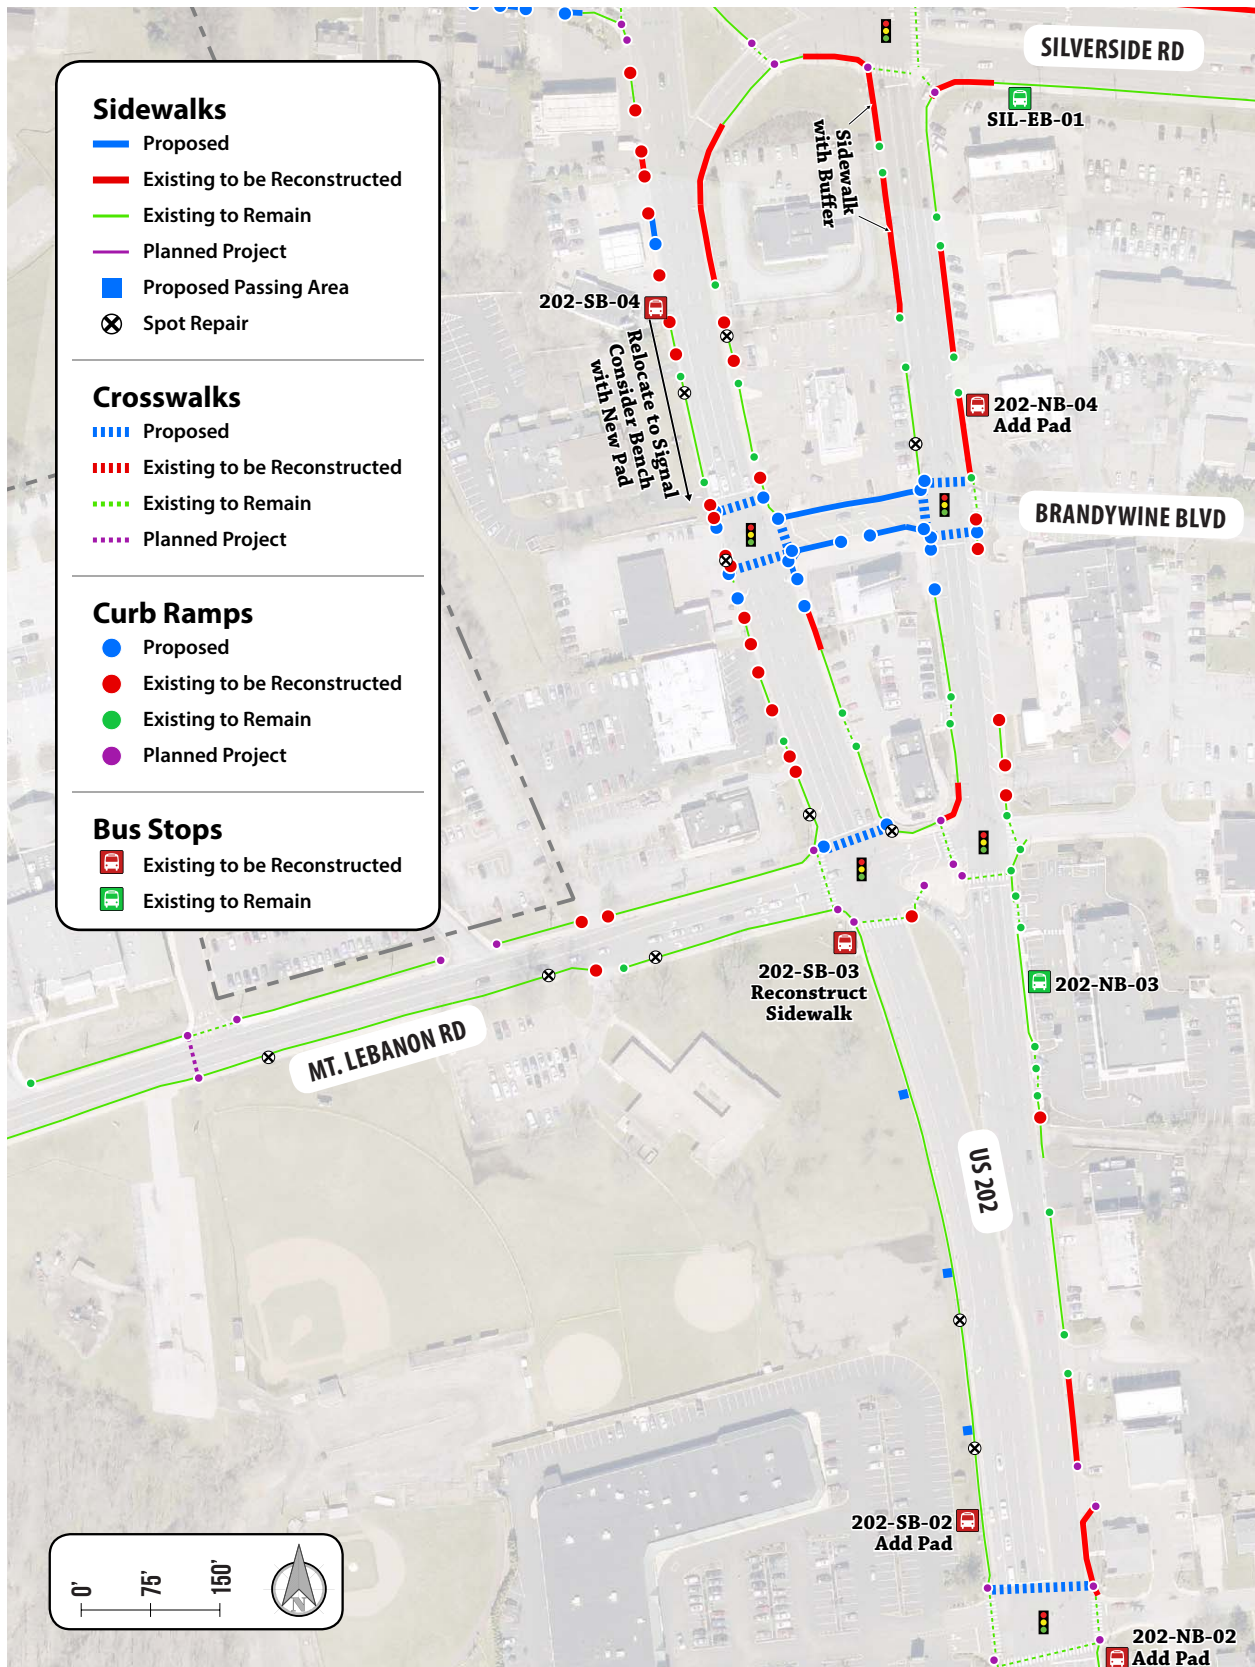 Sidewalks
Proposed
Existing to be Reconstructed
Existing to Remain
Planned Project
Proposed Passing Area
Spot Repair
Crosswalks
Proposed
Existing to be Reconstructed
Existing to Remain
Planned Project
Curb Ramps
Proposed
Existing to be Reconstructed
Existing to Remain
Planned Project
Bus Stops
Existing to be Reconstructed
Existing to Remain
SILVERSIDE RD
SIL-EB-01
Sidewalk
with Buffer
202-SB-04
Relocate to Signal
Consider Bench
with New Pad
202-NB-04
Add Pad
BRANDYWINE BLVD
202-SB-03
Reconstruct
Sidewalk
202-NB-03
MT. LEBANON RD
US 202
202-SB-02
Add Pad
202-NB-02
Add Pad
0'
75'
150'
N